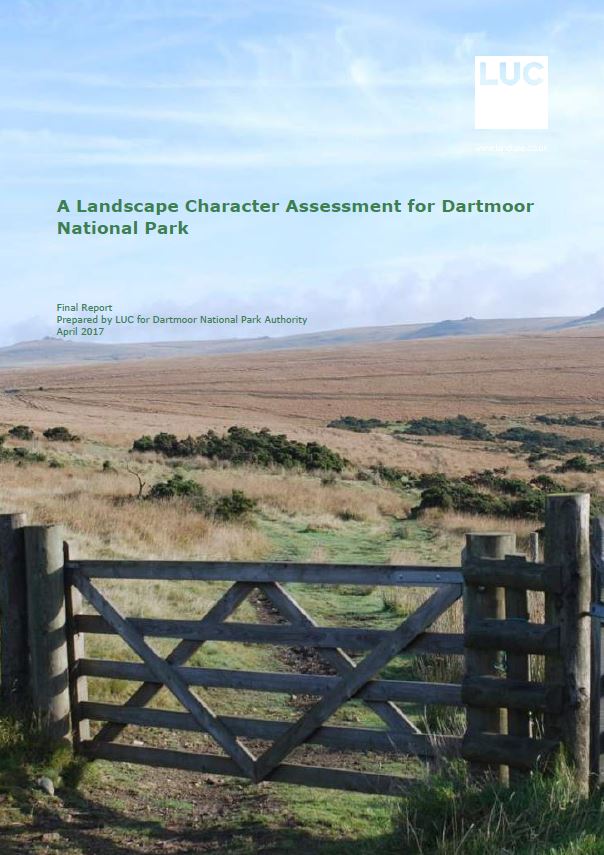 LUC
www.landuse.co.uk
A Landscape Character Assessment for Dartmoor
National Park
Final Report
Prepared by LUC for Dartmoor National Park Authority
April 2017